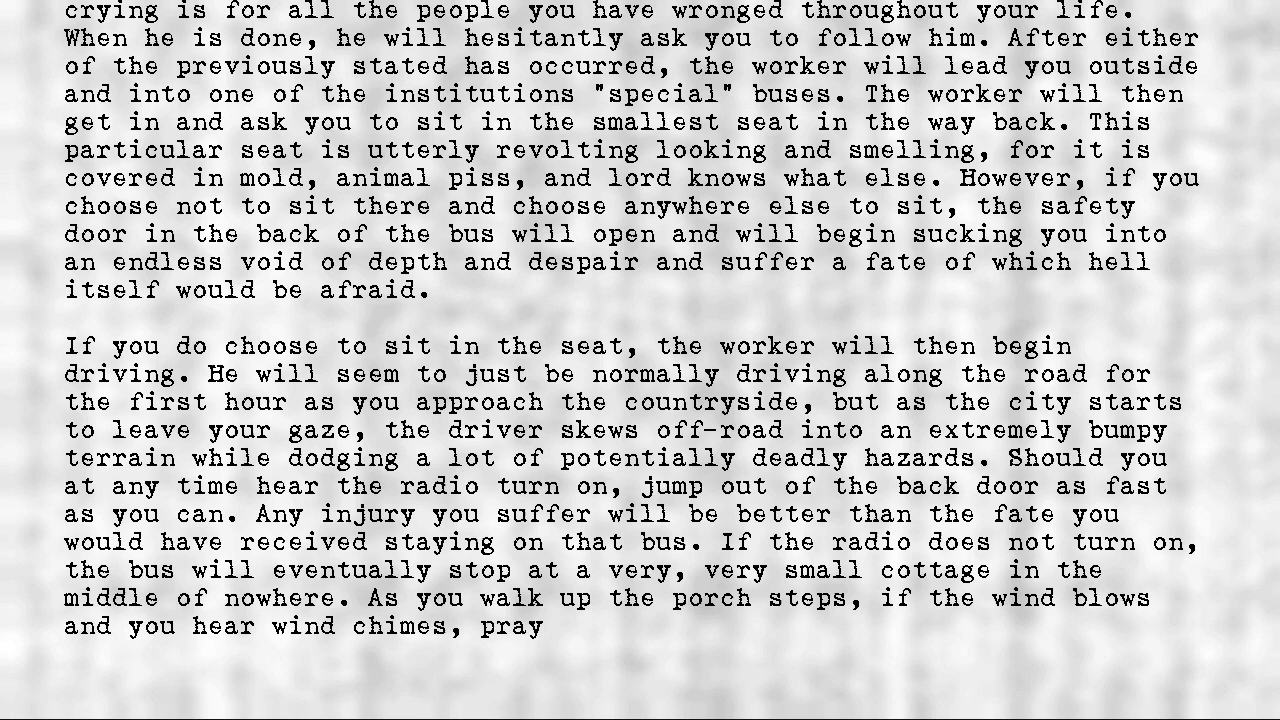 crying is for all the people you have wronged throughout your life.
When he is done, he will hesitantly ask you to follow him. After either
of the previously stated has occurred, the worker will lead you outside
and into one of the institutions "special" buses. The worker will then
get in and ask you to sit in the smallest seat in the way back. This
particular seat is utterly revolting looking and smelling, for it is
covered in mold, animal piss, and lord knows what else. However, if you
choose not to sit there and choose anywhere else to sit, the safety
door in the back of the bus will open and will begin sucking you into
an endless void of depth and despair and suffer a fate of which hell
itself would be afraid.

If you do choose to sit in the seat, the worker will then begin
driving. He will seem to just be normally driving along the road for
the first hour as you approach the countryside, but as the city starts
to leave your gaze, the driver skews off-road into an extremely bumpy
terrain while dodging a lot of potentially deadly hazards. Should you
at any time hear the radio turn on, jump out of the back door as fast
as you can. Any injury you suffer will be better than the fate you
would have received staying on that bus. If the radio does not turn on,
the bus will eventually stop at a very, very small cottage in the
middle of nowhere. As you walk up the porch steps, if the wind blows
and you hear wind chimes, pray